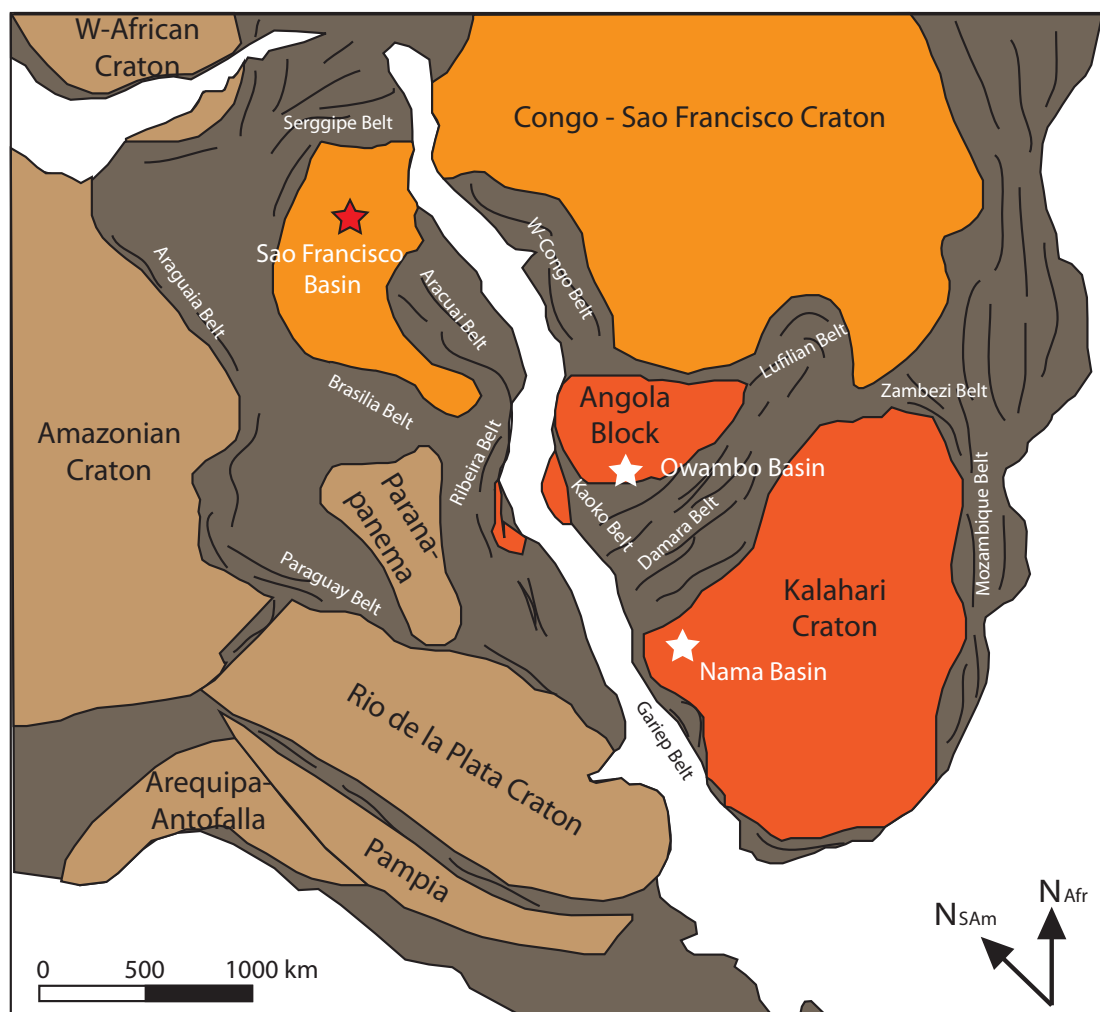 W-African
Craton
Serggipe Belt
Congo - Sao Francisco Craton
Sao Francisco
Basin
W-Congo Belt
Araguaia Belt
Aracuai Belt
Lufilian Belt
Zambezi Belt
Brasilia Belt
Angola
Block
Amazonian
Craton
Ribeira Belt
Owambo Basin
Parana-
panema
Kaoko Belt
Damara Belt
Mozambique Belt
Paraguay Belt
Kalahari
Craton
Nama Basin
Rio de la Plata Craton
Gariep Belt
Arequipa-
Antofalla
Pampia
N Afr
N SAm
0 500 1000 km